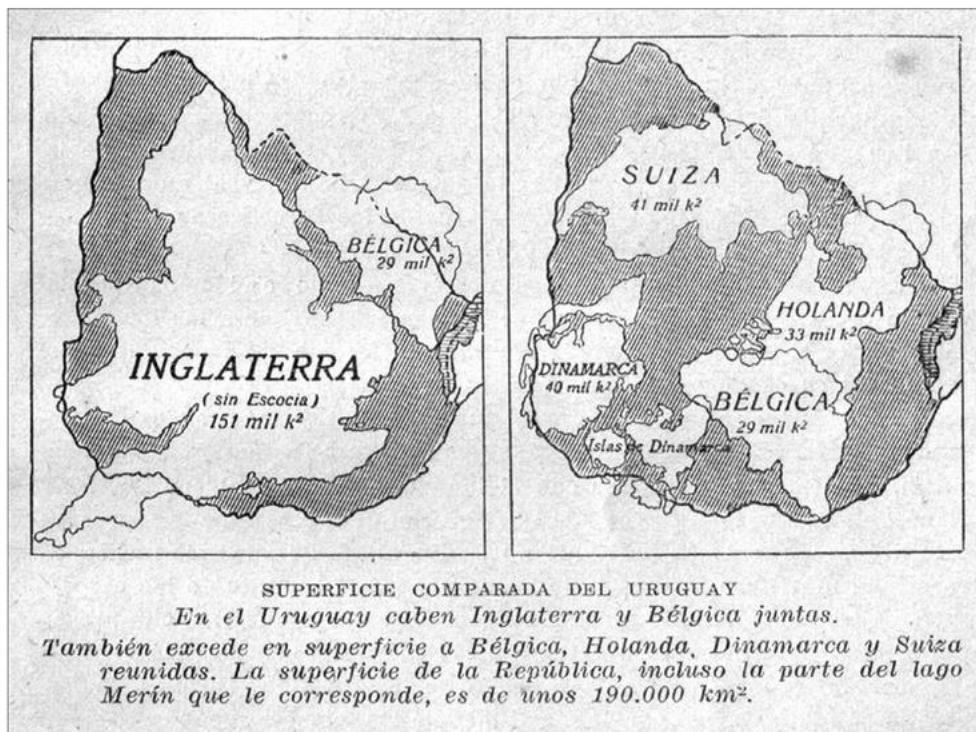 BÉLGICA
29 mil k²
INGLATERRA
(sin Escocia)
151 mil k²
SUIZA
41 mil k²
HOLANDA
33 mil k²
DINAMARCA
40 mil k²
BÉLGICA
29 mil k²
Islas de Dinamarca
SUPERFICIE COMPARADA DEL URUGUAY
En el Uruguay caben Inglaterra y Bélgica juntas.
También excede en superficie a Bélgica, Holanda, Dinamarca y Suiza
reunidas. La superficie de la República, incluso la parte del lago
Merín que le corresponde, es de unos 190.000 km².